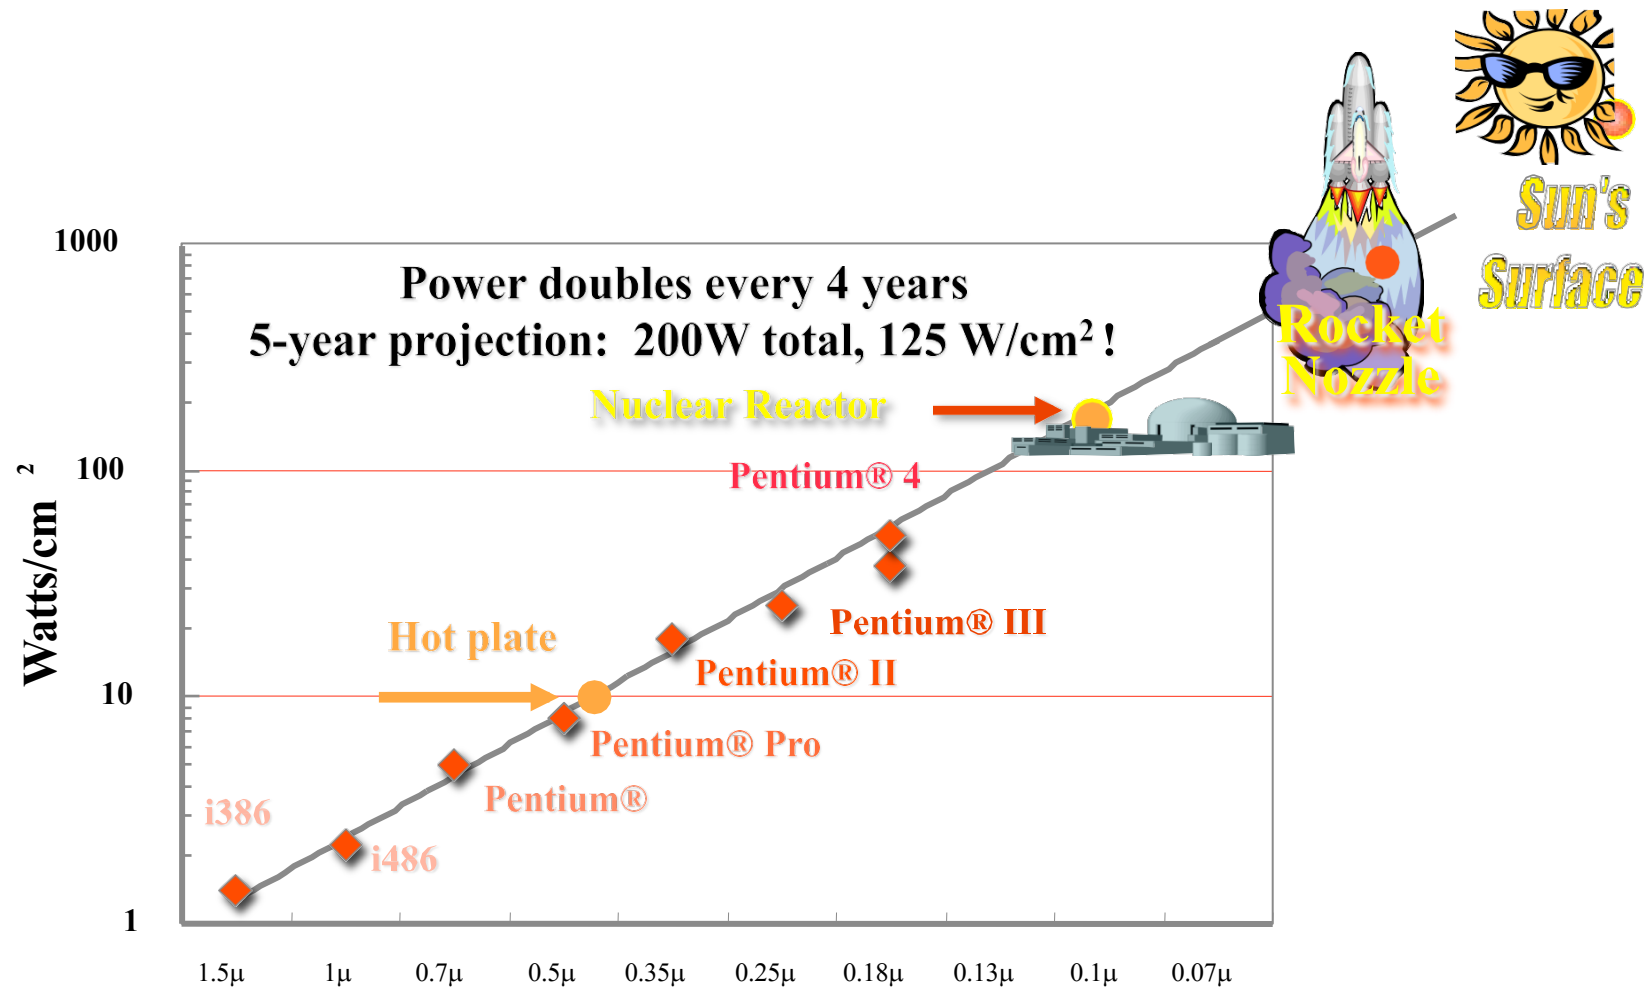 Sun's
Surface
1000
Power doubles every 4 years
5-year projection: 200W total, 125 W/cm² !
Rocket
Nozzle
Nuclear Reactor
100
Pentium® 4
Watts/cm²
Pentium® III
Hot plate
Pentium® II
10
Pentium® Pro
Pentium®
i386
i486
1
1.5μ 1μ 0.7μ 0.5μ 0.35μ 0.25μ 0.18μ 0.13μ 0.1μ 0.07μ